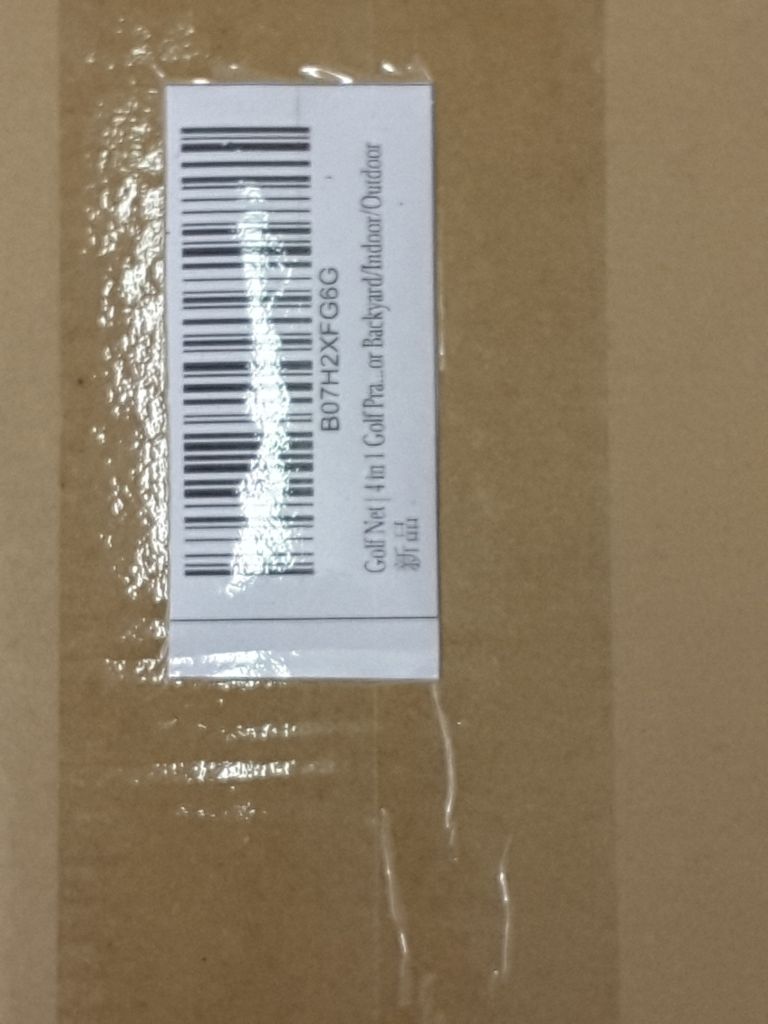 B07H2XFG6G
Golf Net | 4 in 1 Golf Pra...or Backyard/Indoor/Outdoor
新品